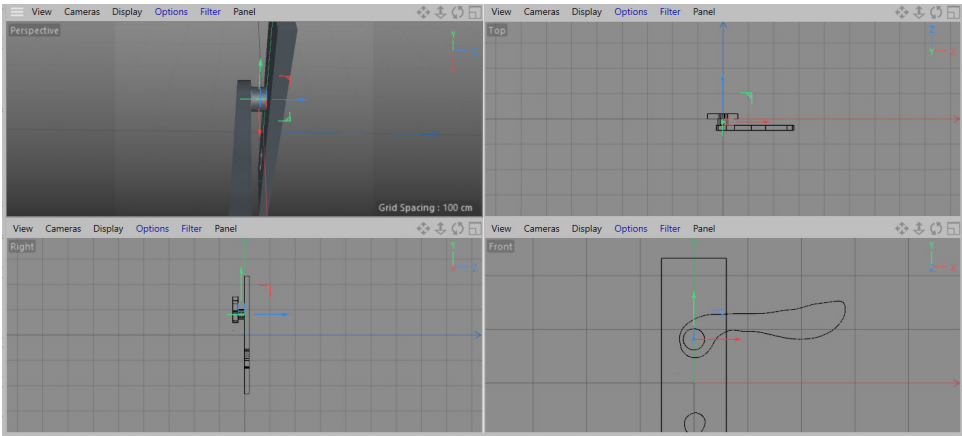 View Cameras Display Options Filter Panel
Perspective
Y
Z
X
Grid Spacing : 100 cm
View Cameras Display Options Filter Panel
Top
Z
Y X
View Cameras Display Options Filter Panel
Right
Y
X Z
View Cameras Display Options Filter Panel
Front
Y
Z X